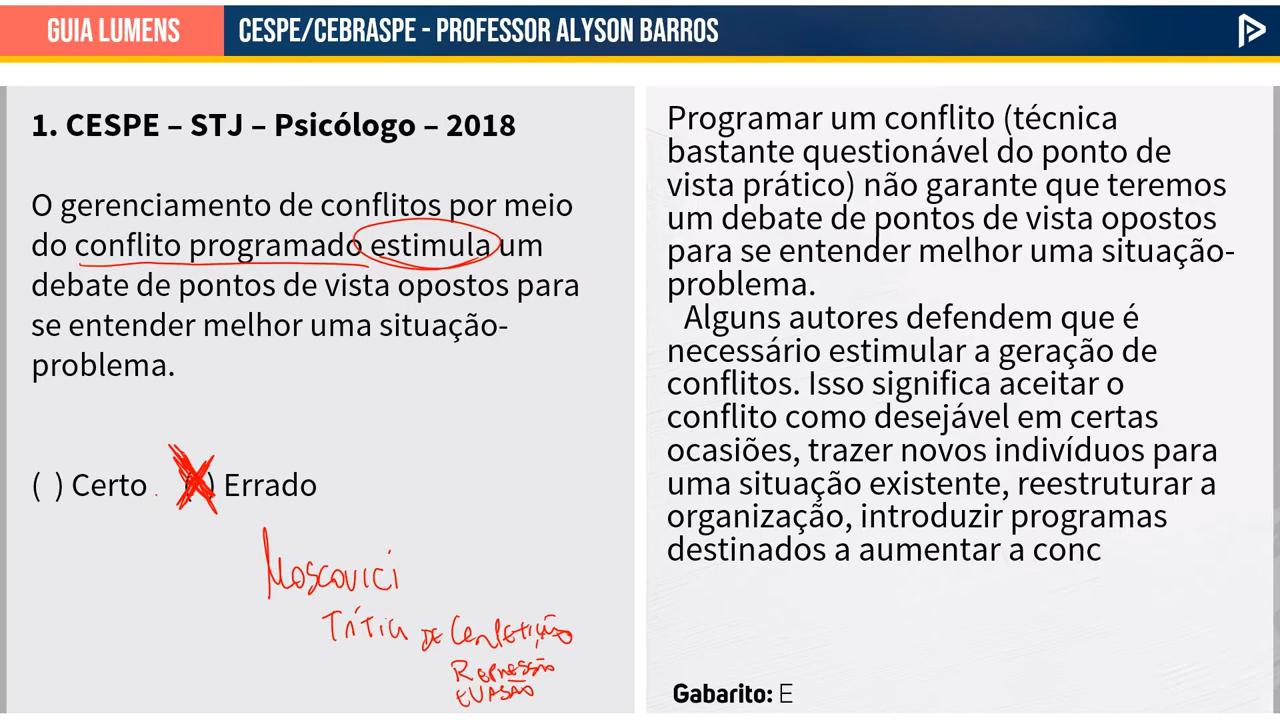 GUIA LUMENS
CESPE/CEBRASPE - PROFESSOR ALYSON BARROS
1. CESPE – STJ – Psicólogo – 2018
O gerenciamento de conflitos por meio
do conflito programado estimula um
debate de pontos de vista opostos para
se entender melhor uma situação-
problema.
( ) Certo ( ) Errado
Moscovici
Tática de Competição
Repressão
Evasão
Programar um conflito (técnica
bastante questionável do ponto de
vista prático) não garante que teremos
um debate de pontos de vista opostos
para se entender melhor uma situação-
problema.
Alguns autores defendem que é
necessário estimular a geração de
conflitos. Isso significa aceitar o
conflito como desejável em certas
ocasiões, trazer novos indivíduos para
uma situação existente, reestruturar a
organização, introduzir programas
destinados a aumentar a conc
Gabarito: E